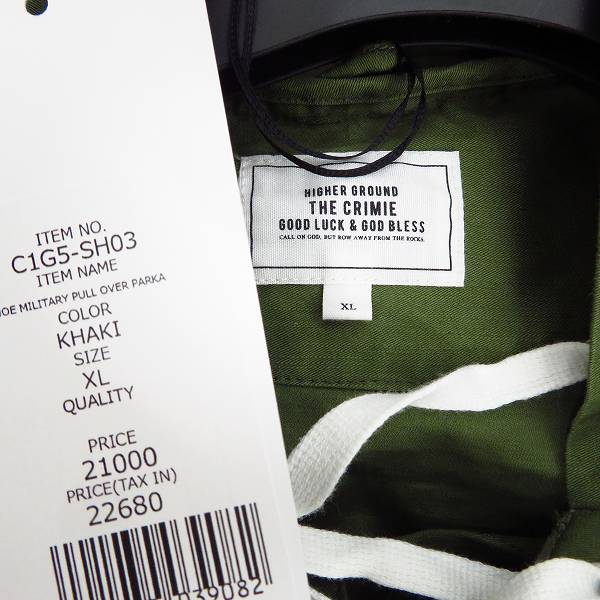 ITEM NO.
C1G5-SH03
ITEM NAME
JOE MILITARY PULL OVER PARKA
COLOR
KHAKI
SIZE
XL
QUALITY
PRICE
21000
PRICE(TAX IN)
22680
039082
HIGHER GROUND
THE CRIMIE
GOOD LUCK & GOD BLESS
CALL ON GOD, BUT ROW AWAY FROM THE ROCKS.
XL